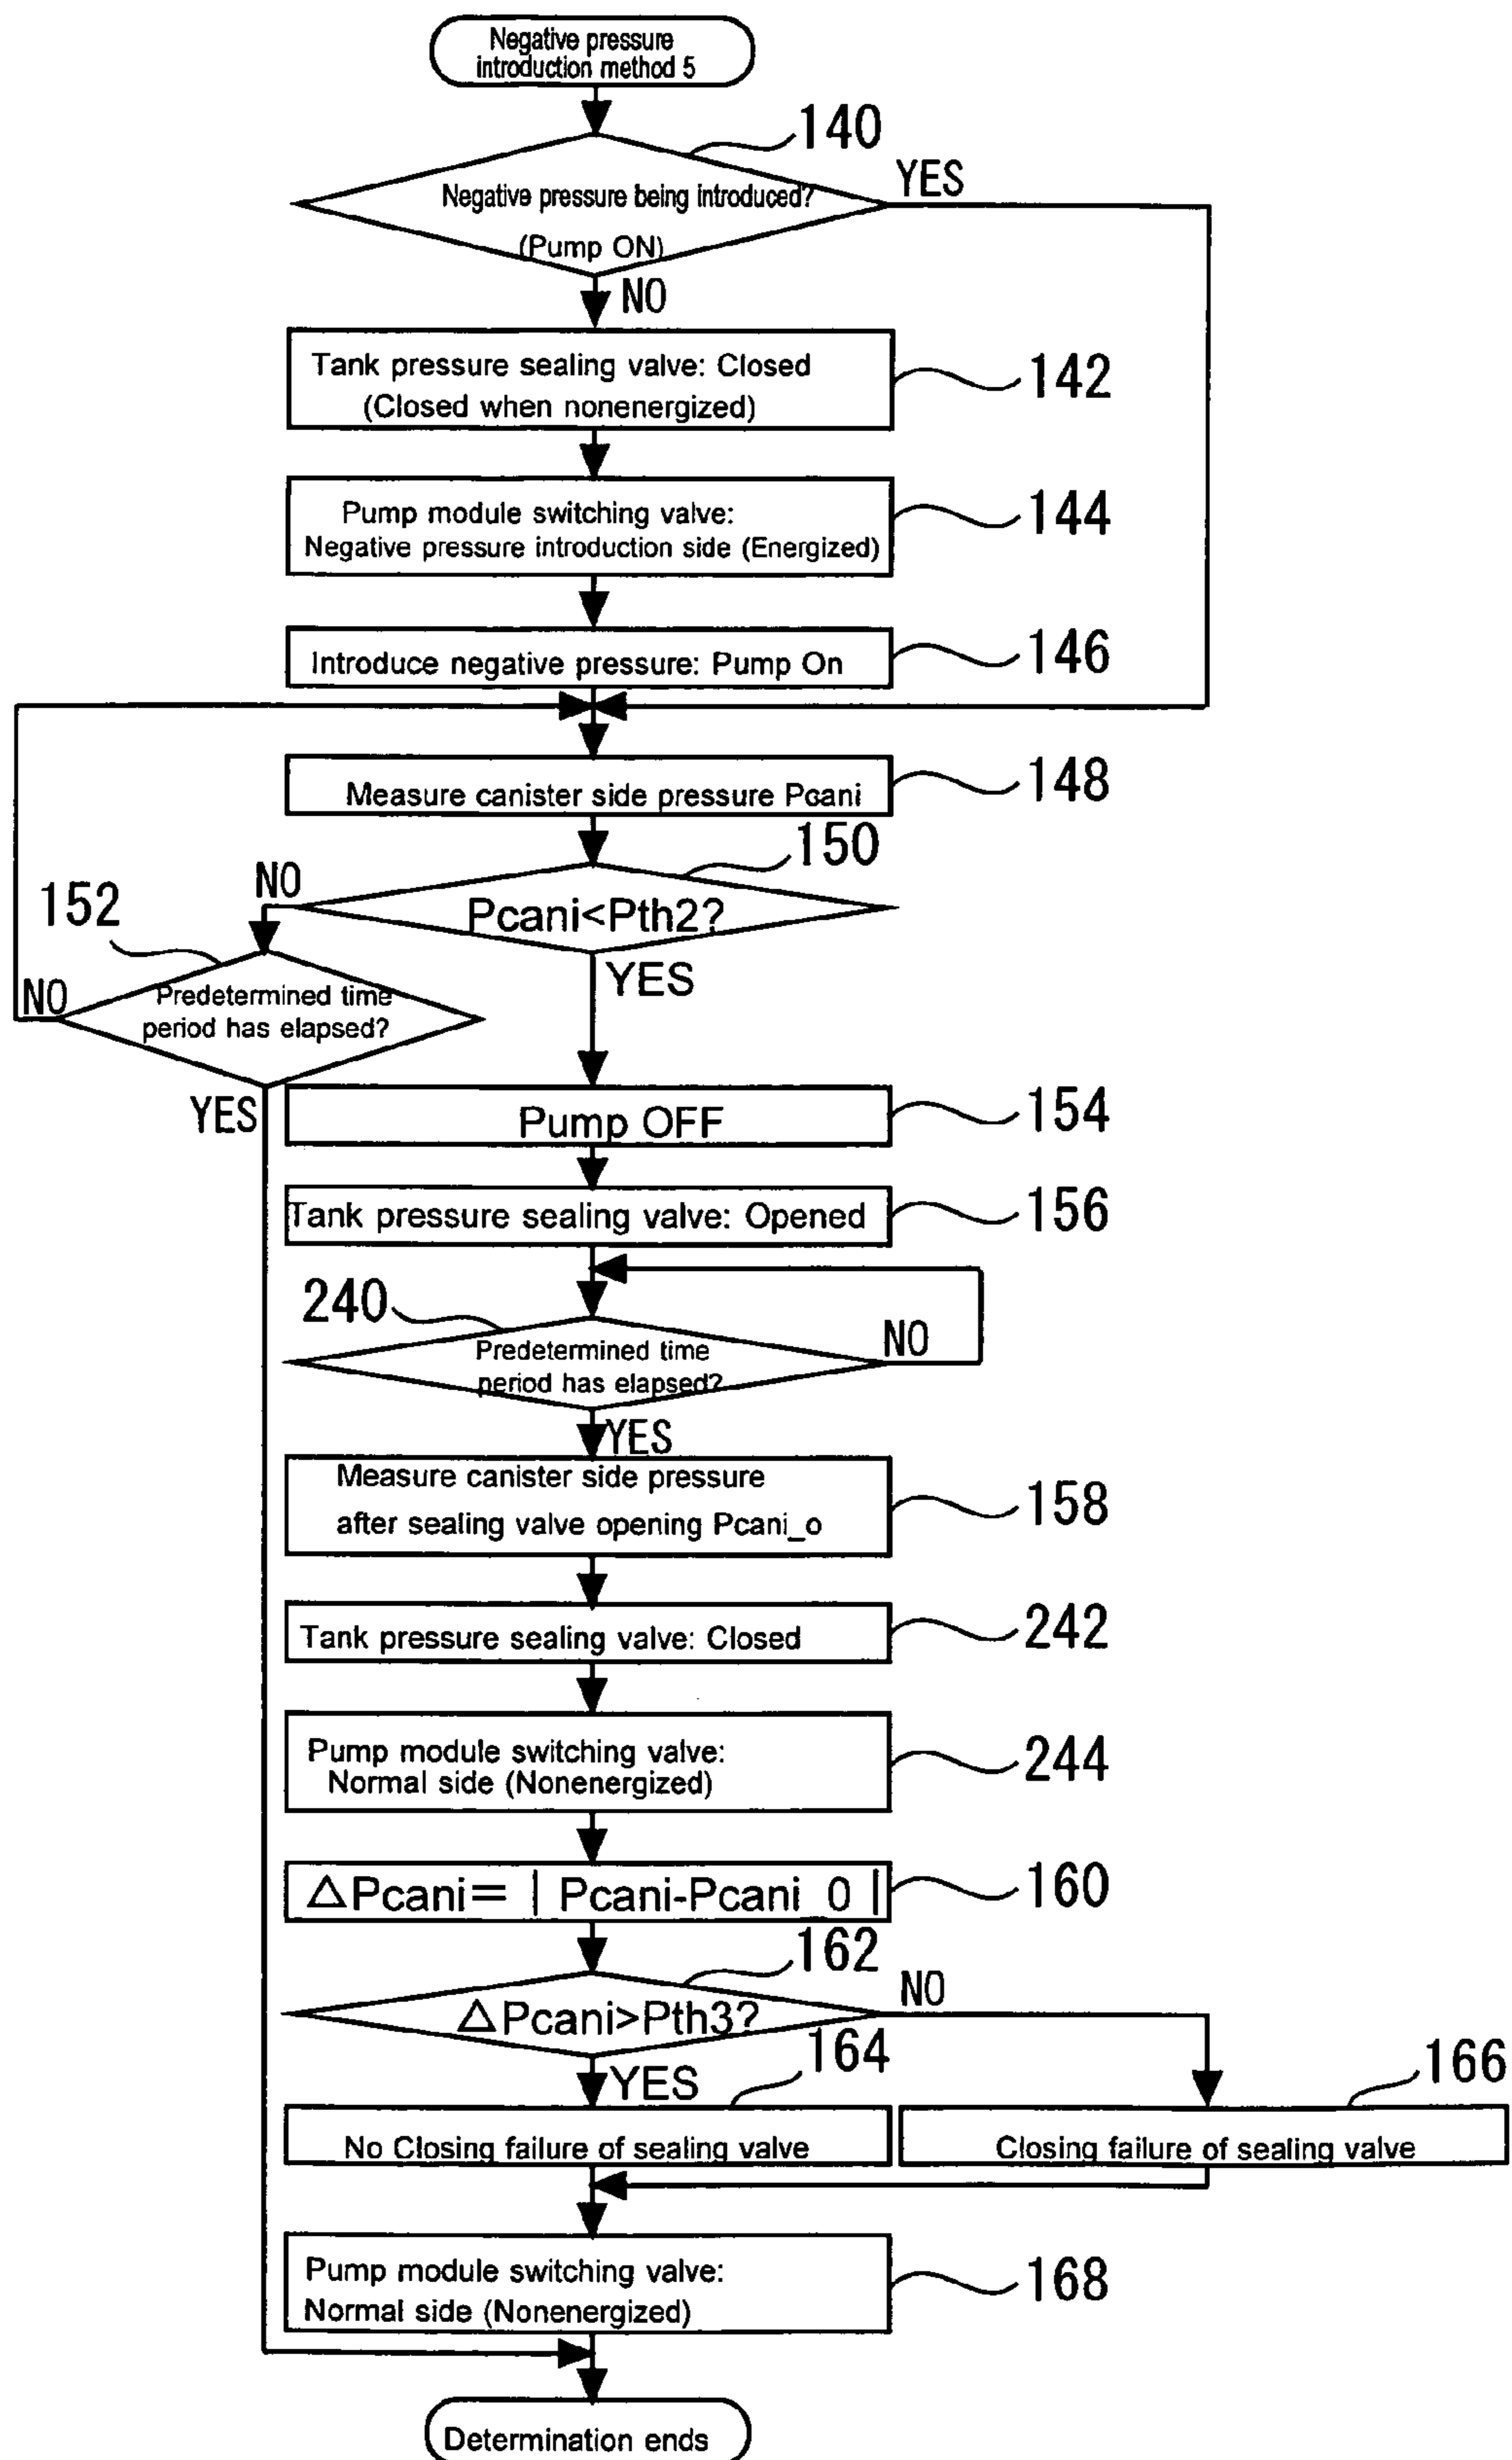 Negative pressure
introduction method 5
140
Negative pressure being introduced?
YES
(Pump ON)
NO
Tank pressure sealing valve: Closed
(Closed when nonenergized)
142
Pump module switching valve:
Negative pressure introduction side (Energized)
144
Introduce negative pressure: Pump On
146
Measure canister side pressure Pcani
148
150
NO
Pcani<Pth2?
152
YES
Predetermined time
period has elapsed?
NO
YES
Pump OFF
154
Tank pressure sealing valve: Opened
156
240
Predetermined time
period has elapsed?
NO
YES
Measure canister side pressure
after sealing valve opening Pcani_o
158
Tank pressure sealing valve: Closed
242
Pump module switching valve:
Normal side (Nonenergized)
244
△Pcani=|Pcani-Pcani 0|
160
162
NO
△Pcani>Pth3?
YES
164
166
No Closing failure of sealing valve
Closing failure of sealing valve
Pump module switching valve:
Normal side (Nonenergized)
168
Determination ends